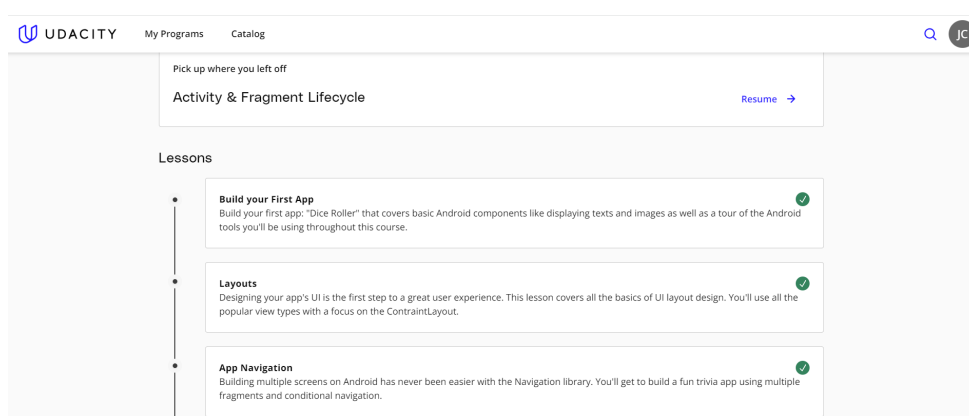 UDACITY My Programs Catalog JC
Pick up where you left off
Activity & Fragment Lifecycle
Resume →
Lessons
Build your First App
Build your first app: "Dice Roller" that covers basic Android components like displaying texts and images as well as a tour of the Android
tools you'll be using throughout this course.
Layouts
Designing your app's UI is the first step to a great user experience. This lesson covers all the basics of UI layout design. You'll use all the
popular view types with a focus on the ContraintLayout.
App Navigation
Building multiple screens on Android has never been easier with the Navigation library. You'll get to build a fun trivia app using multiple
fragments and conditional navigation.